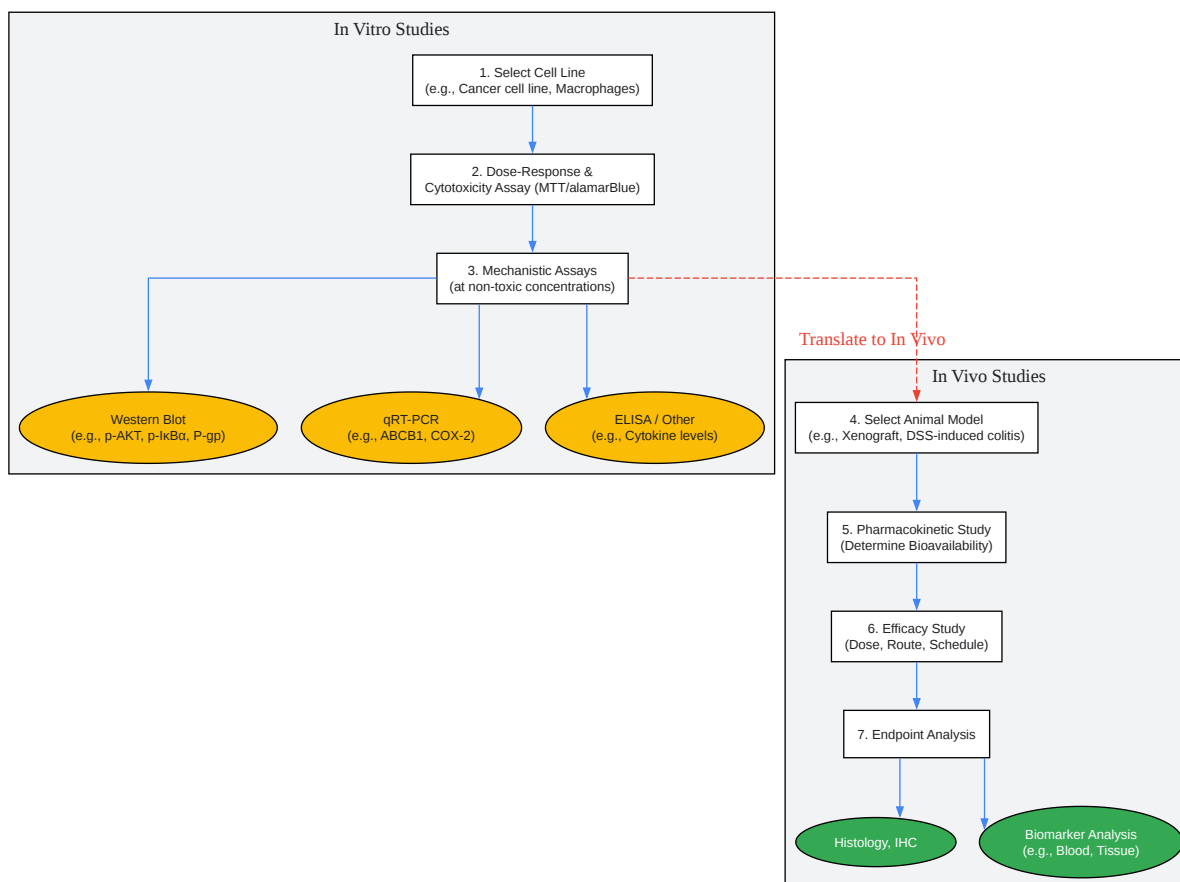 In Vitro Studies
1. Select Cell Line
(e.g., Cancer cell line, Macrophages)
2. Dose-Response &
Cytotoxicity Assay (MTT/alamarBlue)
3. Mechanistic Assays
(at non-toxic concentrations)
Western Blot
(e.g., p-AKT, p-IκBα, P-gp)
qRT-PCR
(e.g., ABCB1, COX-2)
ELISA / Other
(e.g., Cytokine levels)
Translate to In Vivo
In Vivo Studies
4. Select Animal Model
(e.g., Xenograft, DSS-induced colitis)
5. Pharmacokinetic Study
(Determine Bioavailability)
6. Efficacy Study
(Dose, Route, Schedule)
7. Endpoint Analysis
Histology, IHC
Biomarker Analysis
(e.g., Blood, Tissue)